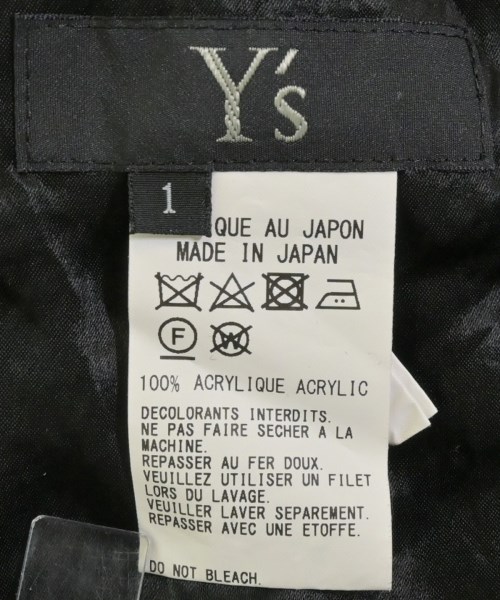 Y's
1
QUE AU JAPON
MADE IN JAPAN
F W
100% ACRYLIQUE ACRYLIC
DECOLORANTS INTERDITS.
NE PAS FAIRE SECHER A LA
MACHINE.
REPASSER AU FER DOUX.
VEUILLEZ UTILISER UN FILET
LORS DU LAVAGE.
VEUILLER LAVER SEPAREMENT.
REPASSER AVEC UNE ETOFFE.
DO NOT BLEACH.